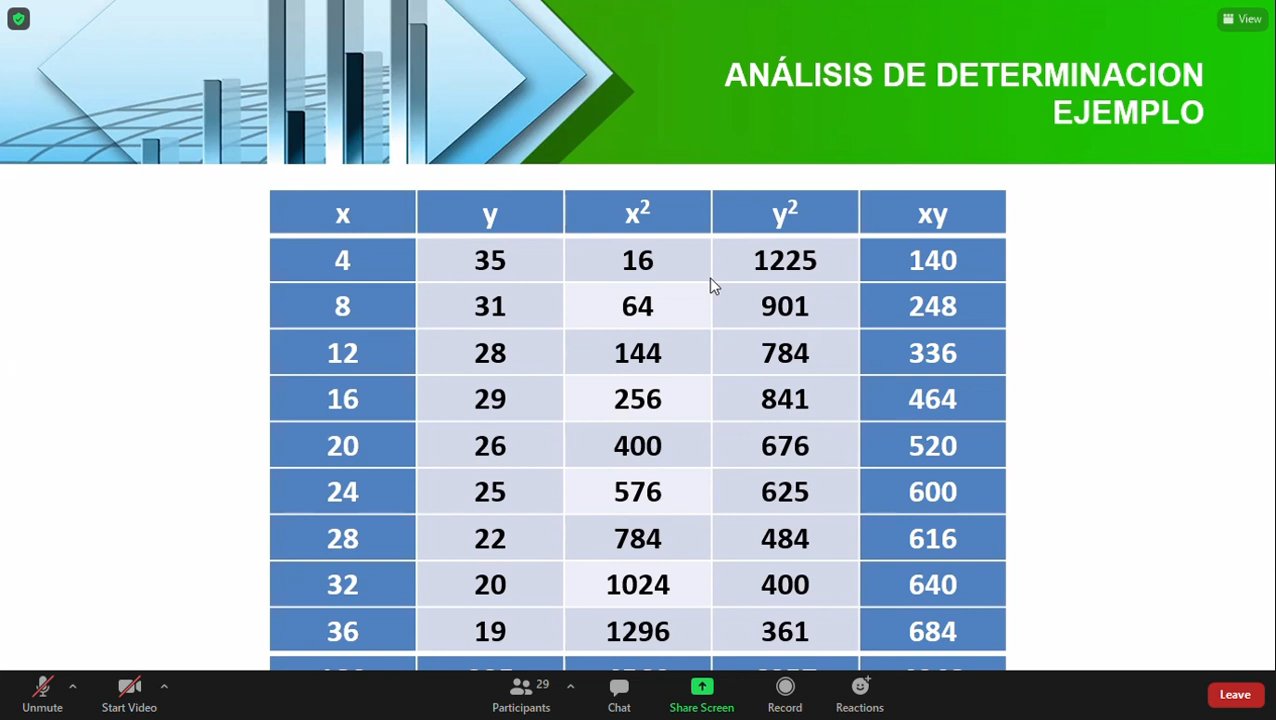 View
ANÁLISIS DE DETERMINACION
EJEMPLO
x y x² y² xy
4 35 16 1225 140
8 31 64 901 248
12 28 144 784 336
16 29 256 841 464
20 26 400 676 520
24 25 576 625 600
28 22 784 484 616
32 20 1024 400 640
36 19 1296 361 684
29
Unmute Start Video Participants Chat Share Screen Record Reactions Leave